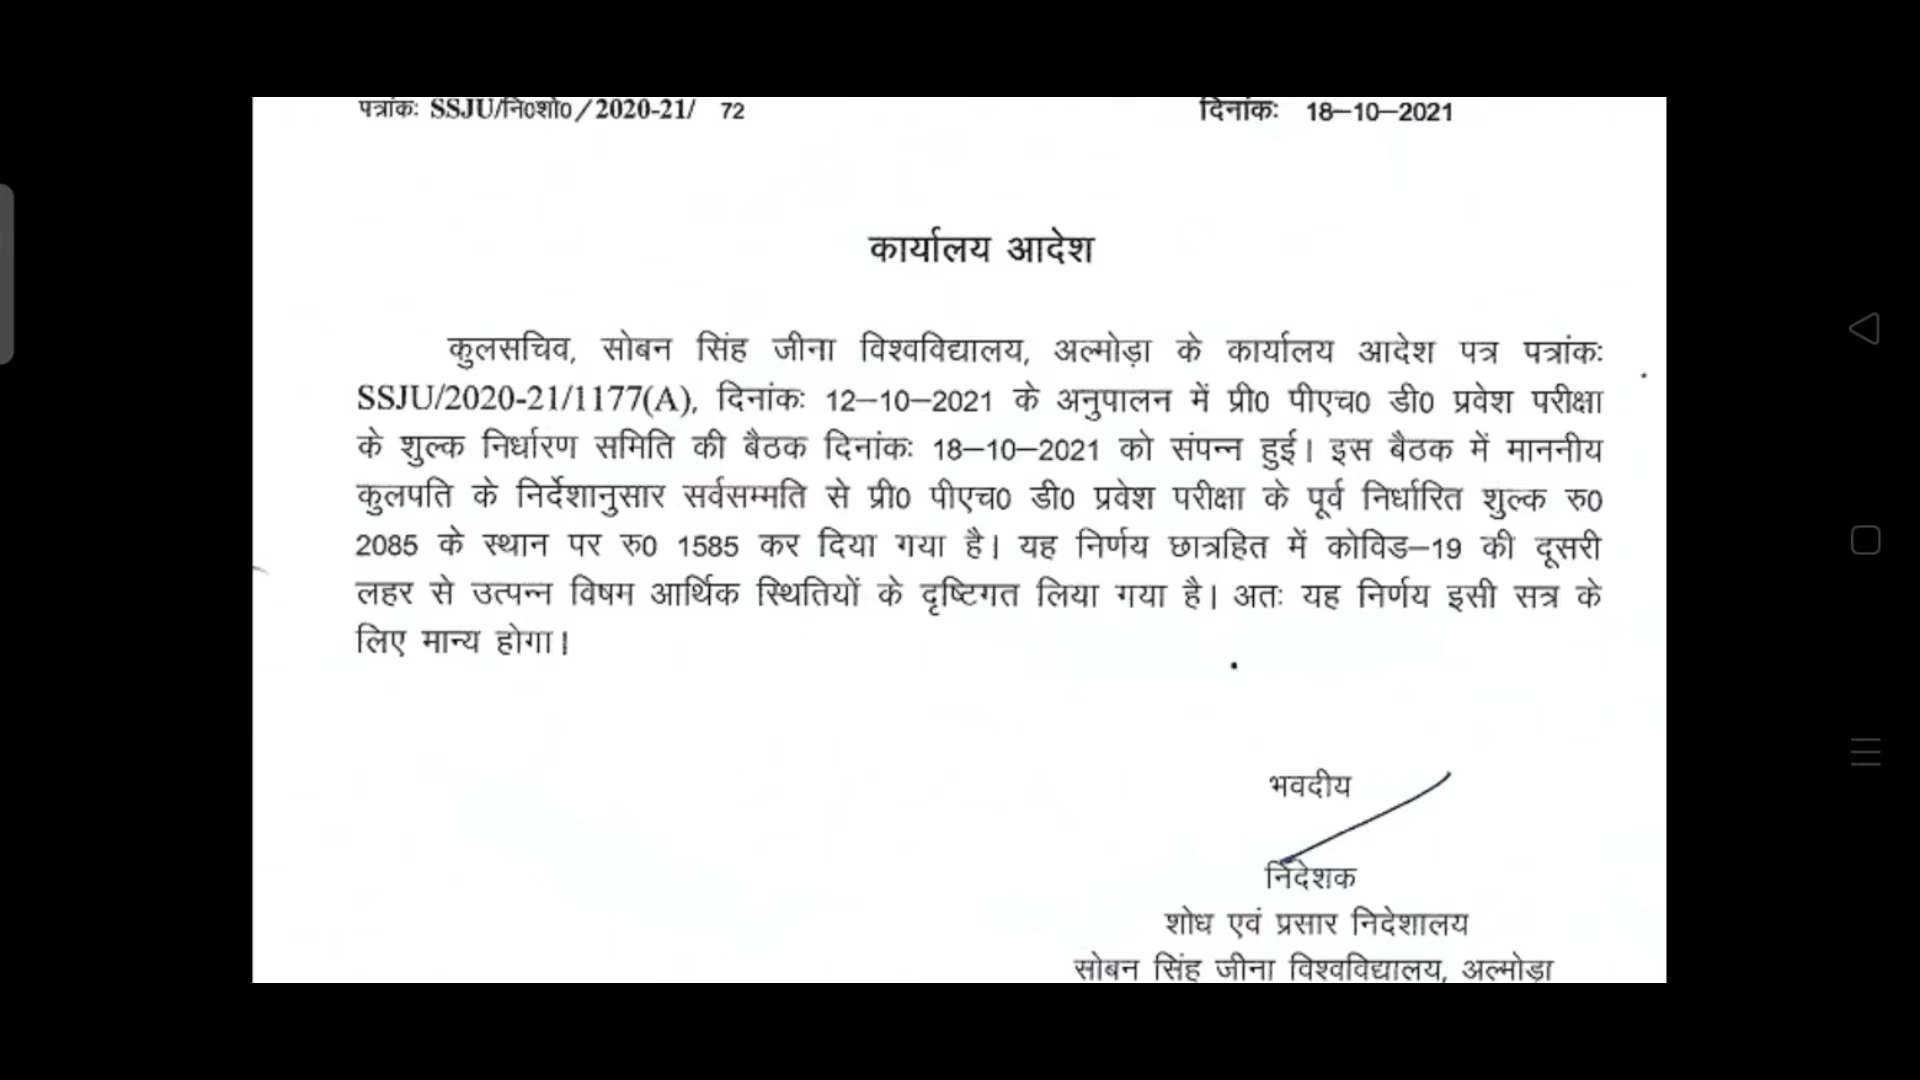 पत्रांकः SSJU/नि0शो0/2020-21/ 72 दिनांकः 18–10–2021
कार्यालय आदेश
कुलसचिव, सोबन सिंह जीना विश्वविद्यालय, अल्मोड़ा के कार्यालय आदेश पत्र पत्रांकः
SSJU/2020-21/1177(A), दिनांकः 12–10–2021 के अनुपालन में प्री0 पीएच0 डी0 प्रवेश परीक्षा
के शुल्क निर्धारण समिति की बैठक दिनांकः 18–10–2021 को संपन्न हुई। इस बैठक में माननीय
कुलपति के निर्देशानुसार सर्वसम्मति से प्री0 पीएच0 डी0 प्रवेश परीक्षा के पूर्व निर्धारित शुल्क रु0
2085 के स्थान पर रु0 1585 कर दिया गया है। यह निर्णय छात्रहित में कोविड–19 की दूसरी
लहर से उत्पन्न विषम आर्थिक स्थितियों के दृष्टिगत लिया गया है। अतः यह निर्णय इसी सत्र के
लिए मान्य होगा।
भवदीय
निदेशक
शोध एवं प्रसार निदेशालय
सोबन सिंह जीना विश्वविद्यालय, अल्मोड़ा